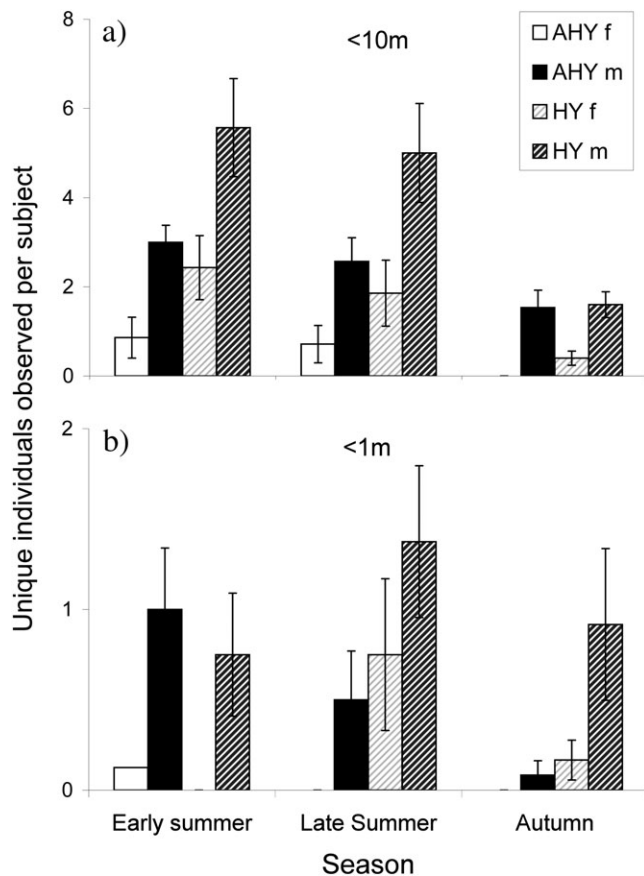 a)
<10m
AHY f
AHY m
HY f
HY m
8
6
4
2
0
Unique individuals observed per subject
b)
<1m
2
1
0
Early summer
Late Summer
Autumn
Season